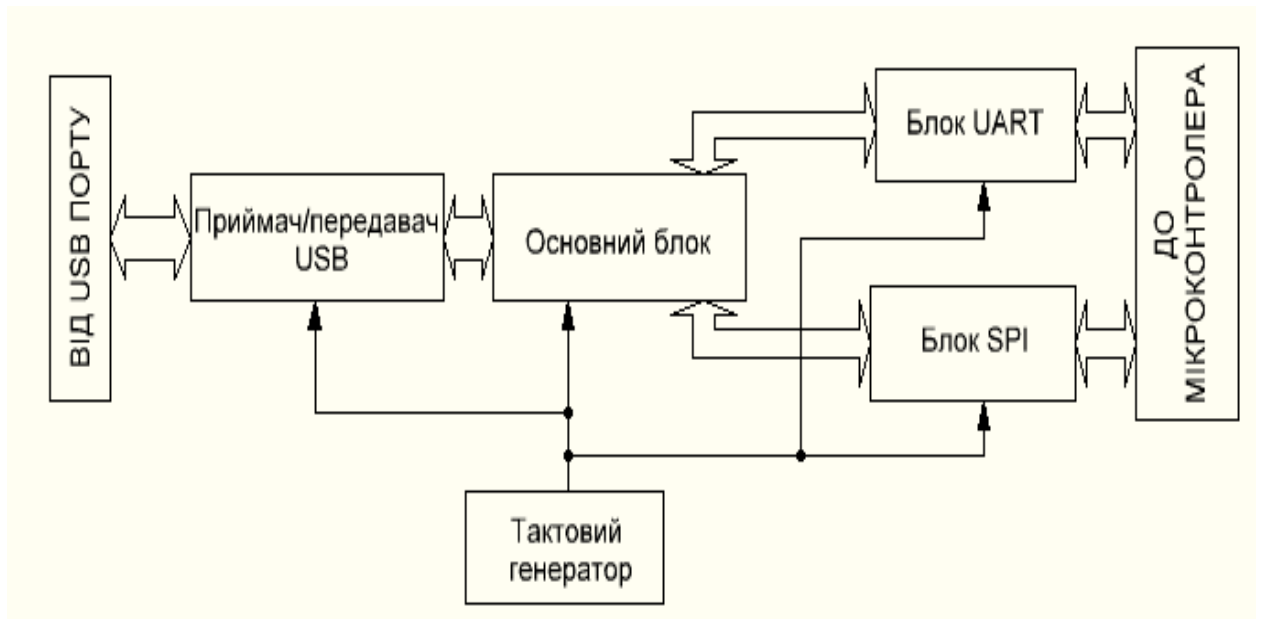 ВІД USB ПОРТУ
Приймач/передавач
USB
Основний блок
Блок UART
Блок SPI
ДО
МІКРОКОНТРОЛЕРА
Тактовий
генератор